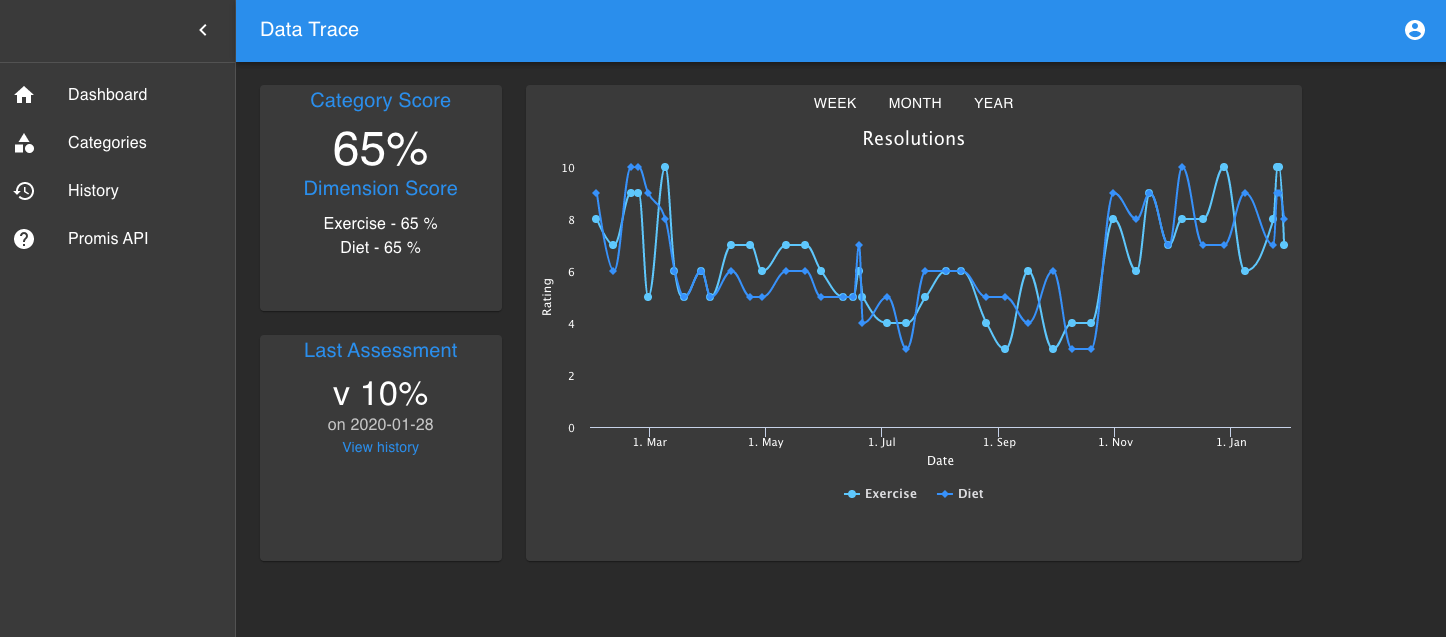 Data Trace
Dashboard
Categories
History
Promis API
Category Score
65%
Dimension Score
Exercise - 65 %
Diet - 65 %
Last Assessment
v 10%
on 2020-01-28
View history
WEEK MONTH YEAR
Resolutions
Rating
10
8
6
4
2
0
1. Mar 1. May 1. Jul 1. Sep 1. Nov 1. Jan
Date
Exercise Diet